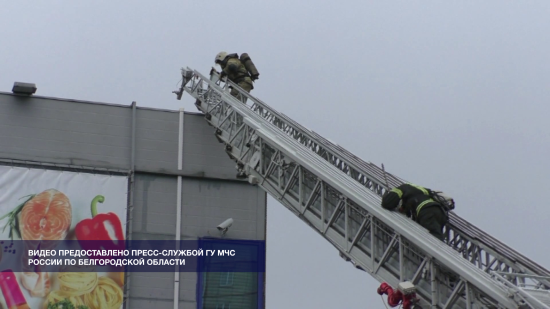 ВИДЕО ПРЕДОСТАВЛЕНО ПРЕСС-СЛУЖБОЙ ГУ МЧС
РОССИИ ПО БЕЛГОРОДСКОЙ ОБЛАСТИ